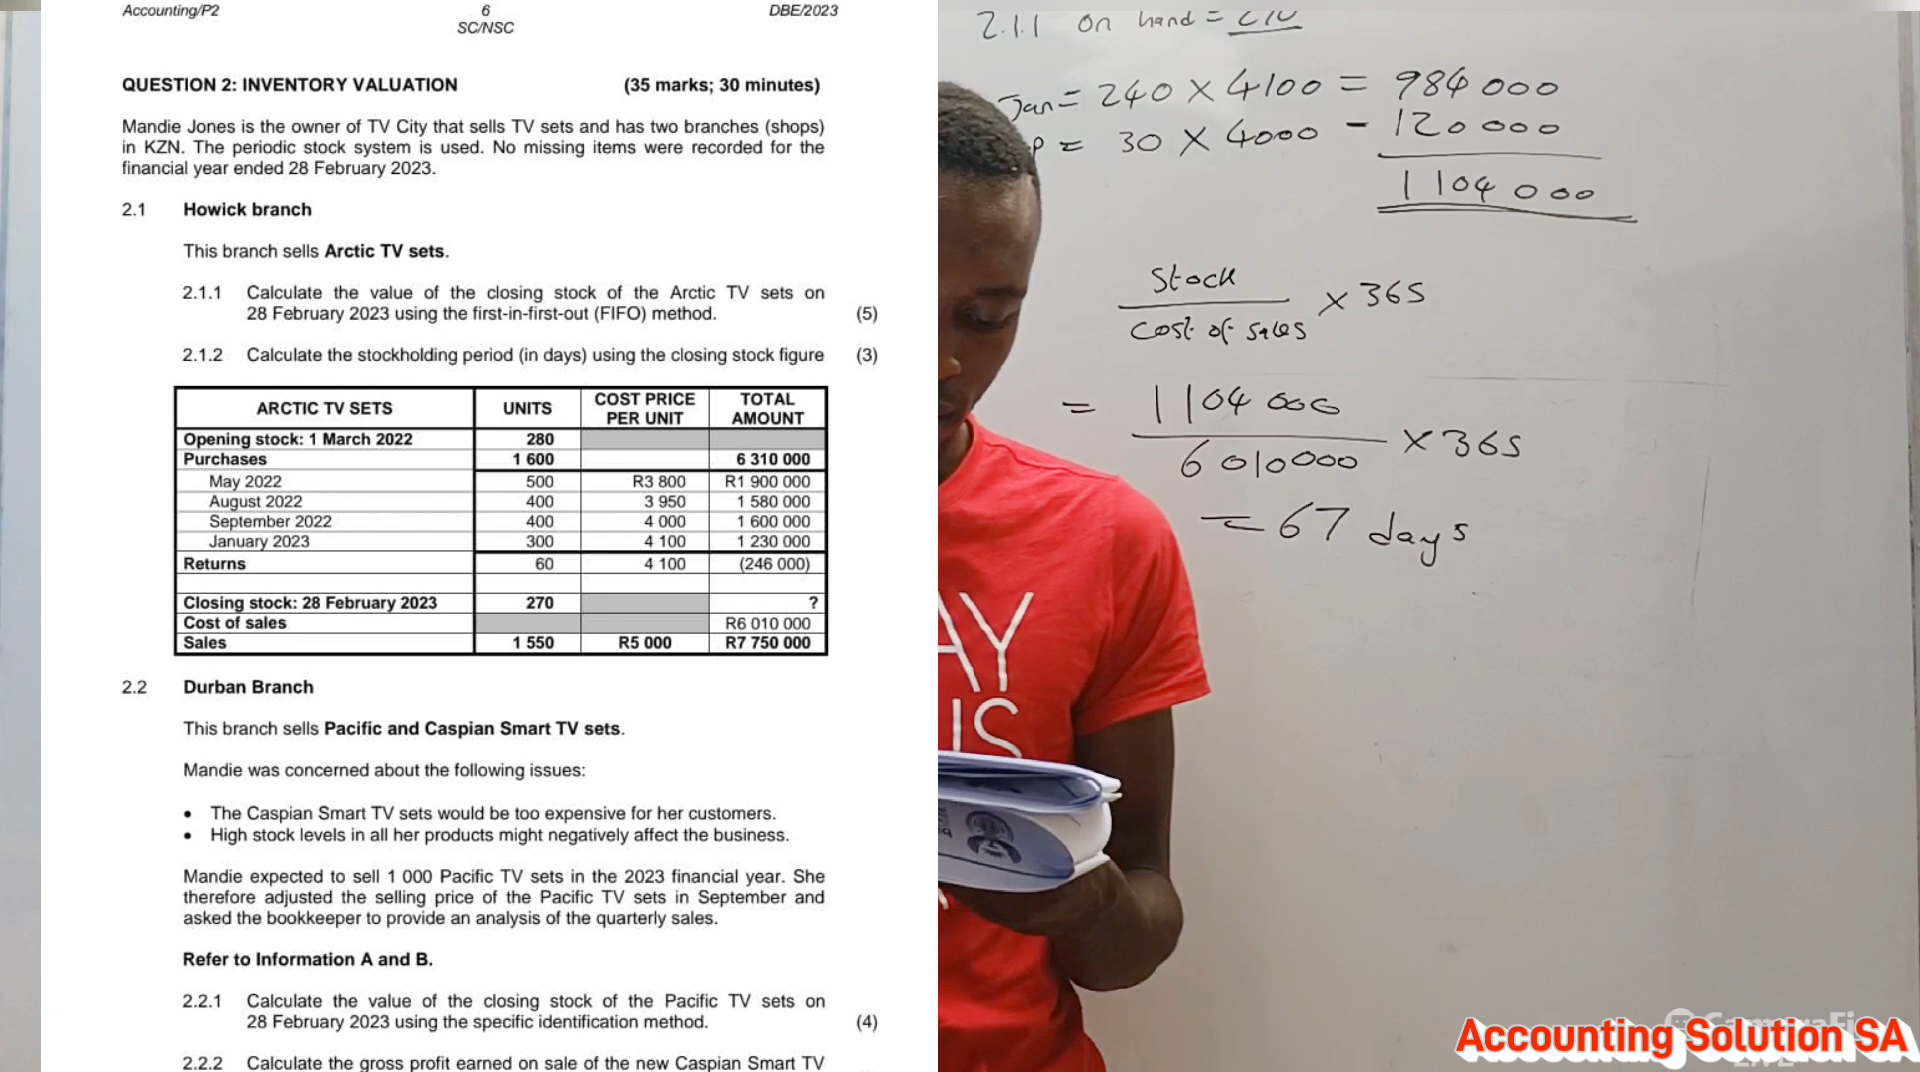 Accounting/P2 6 DBE/2023
SC/NSC
QUESTION 2: INVENTORY VALUATION (35 marks; 30 minutes)
Mandie Jones is the owner of TV City that sells TV sets and has two branches (shops)
in KZN. The periodic stock system is used. No missing items were recorded for the
financial year ended 28 February 2023.
2.1 Howick branch
This branch sells Arctic TV sets.
2.1.1 Calculate the value of the closing stock of the Arctic TV sets on
28 February 2023 using the first-in-first-out (FIFO) method. (5)
2.1.2 Calculate the stockholding period (in days) using the closing stock figure (3)
ARCTIC TV SETS UNITS COST PRICE PER UNIT TOTAL AMOUNT
Opening stock: 1 March 2022 280
Purchases 1 600 6 310 000
May 2022 500 R3 800 R1 900 000
August 2022 400 3 950 1 580 000
September 2022 400 4 000 1 600 000
January 2023 300 4 100 1 230 000
Returns 60 4 100 (246 000)
Closing stock: 28 February 2023 270 ?
Cost of sales R6 010 000
Sales 1 550 R5 000 R7 750 000
2.2 Durban Branch
This branch sells Pacific and Caspian Smart TV sets.
Mandie was concerned about the following issues:
• The Caspian Smart TV sets would be too expensive for her customers.
• High stock levels in all her products might negatively affect the business.
Mandie expected to sell 1 000 Pacific TV sets in the 2023 financial year. She
therefore adjusted the selling price of the Pacific TV sets in September and
asked the bookkeeper to provide an analysis of the quarterly sales.
Refer to Information A and B.
2.2.1 Calculate the value of the closing stock of the Pacific TV sets on
28 February 2023 using the specific identification method. (4)
2.2.2 Calculate the gross profit earned on sale of the new Caspian Smart TV
2.1.1 on hand =
Jan = 240 × 4100 = 984 000
P = 30 × 4000 - 120 000
1 104 000
Stock
Cost of sales × 365
= 1 104 000
6 010000 × 365
= 67 days
AY
IS
Accounting Solution SA